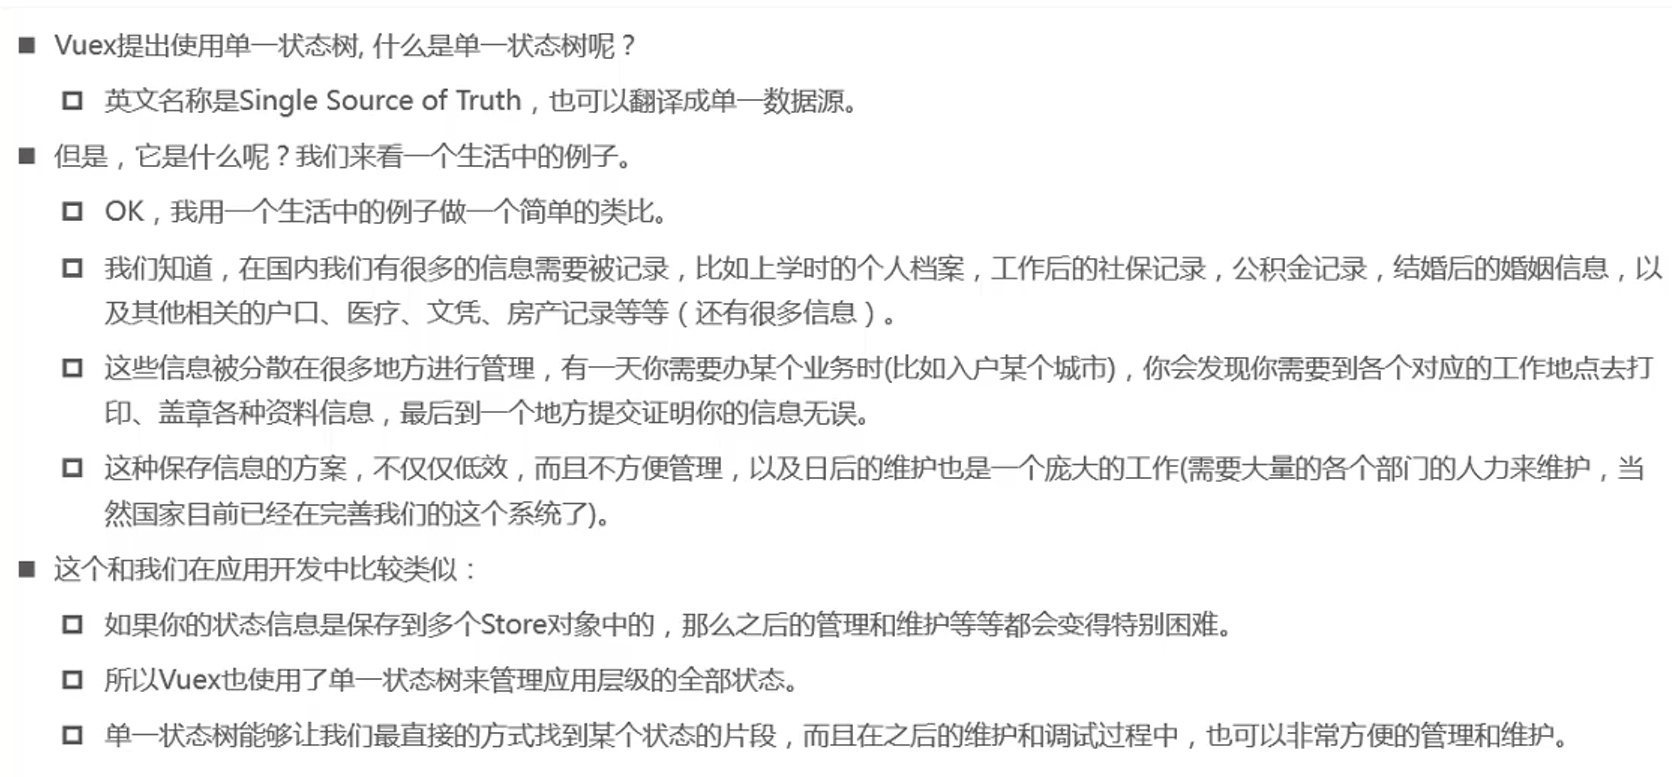 Vuex提出使用单一状态树, 什么是单一状态树呢？
英文名称是Single Source of Truth，也可以翻译成单一数据源。
但是，它是什么呢？我们来看一个生活中的例子。
OK，我用一个生活中的例子做一个简单的类比。
我们知道，在国内我们有很多的信息需要被记录，比如上学时的个人档案，工作后的社保记录，公积金记录，结婚后的婚姻信息，以
及其他相关的户口、医疗、文凭、房产记录等等（还有很多信息）。
这些信息被分散在很多地方进行管理，有一天你需要办某个业务时(比如入户某个城市)，你会发现你需要到各个对应的工作地点去打
印、盖章各种资料信息，最后到一个地方提交证明你的信息无误。
这种保存信息的方案，不仅仅低效，而且不方便管理，以及日后的维护也是一个庞大的工作(需要大量的各个部门的人力来维护，当
然国家目前已经在完善我们的这个系统了)。
这个和我们在应用开发中比较类似：
如果你的状态信息是保存到多个Store对象中的，那么之后的管理和维护等等都会变得特别困难。
所以Vuex也使用了单一状态树来管理应用层级的全部状态。
单一状态树能够让我们最直接的方式找到某个状态的片段，而且在之后的维护和调试过程中，也可以非常方便的管理和维护。